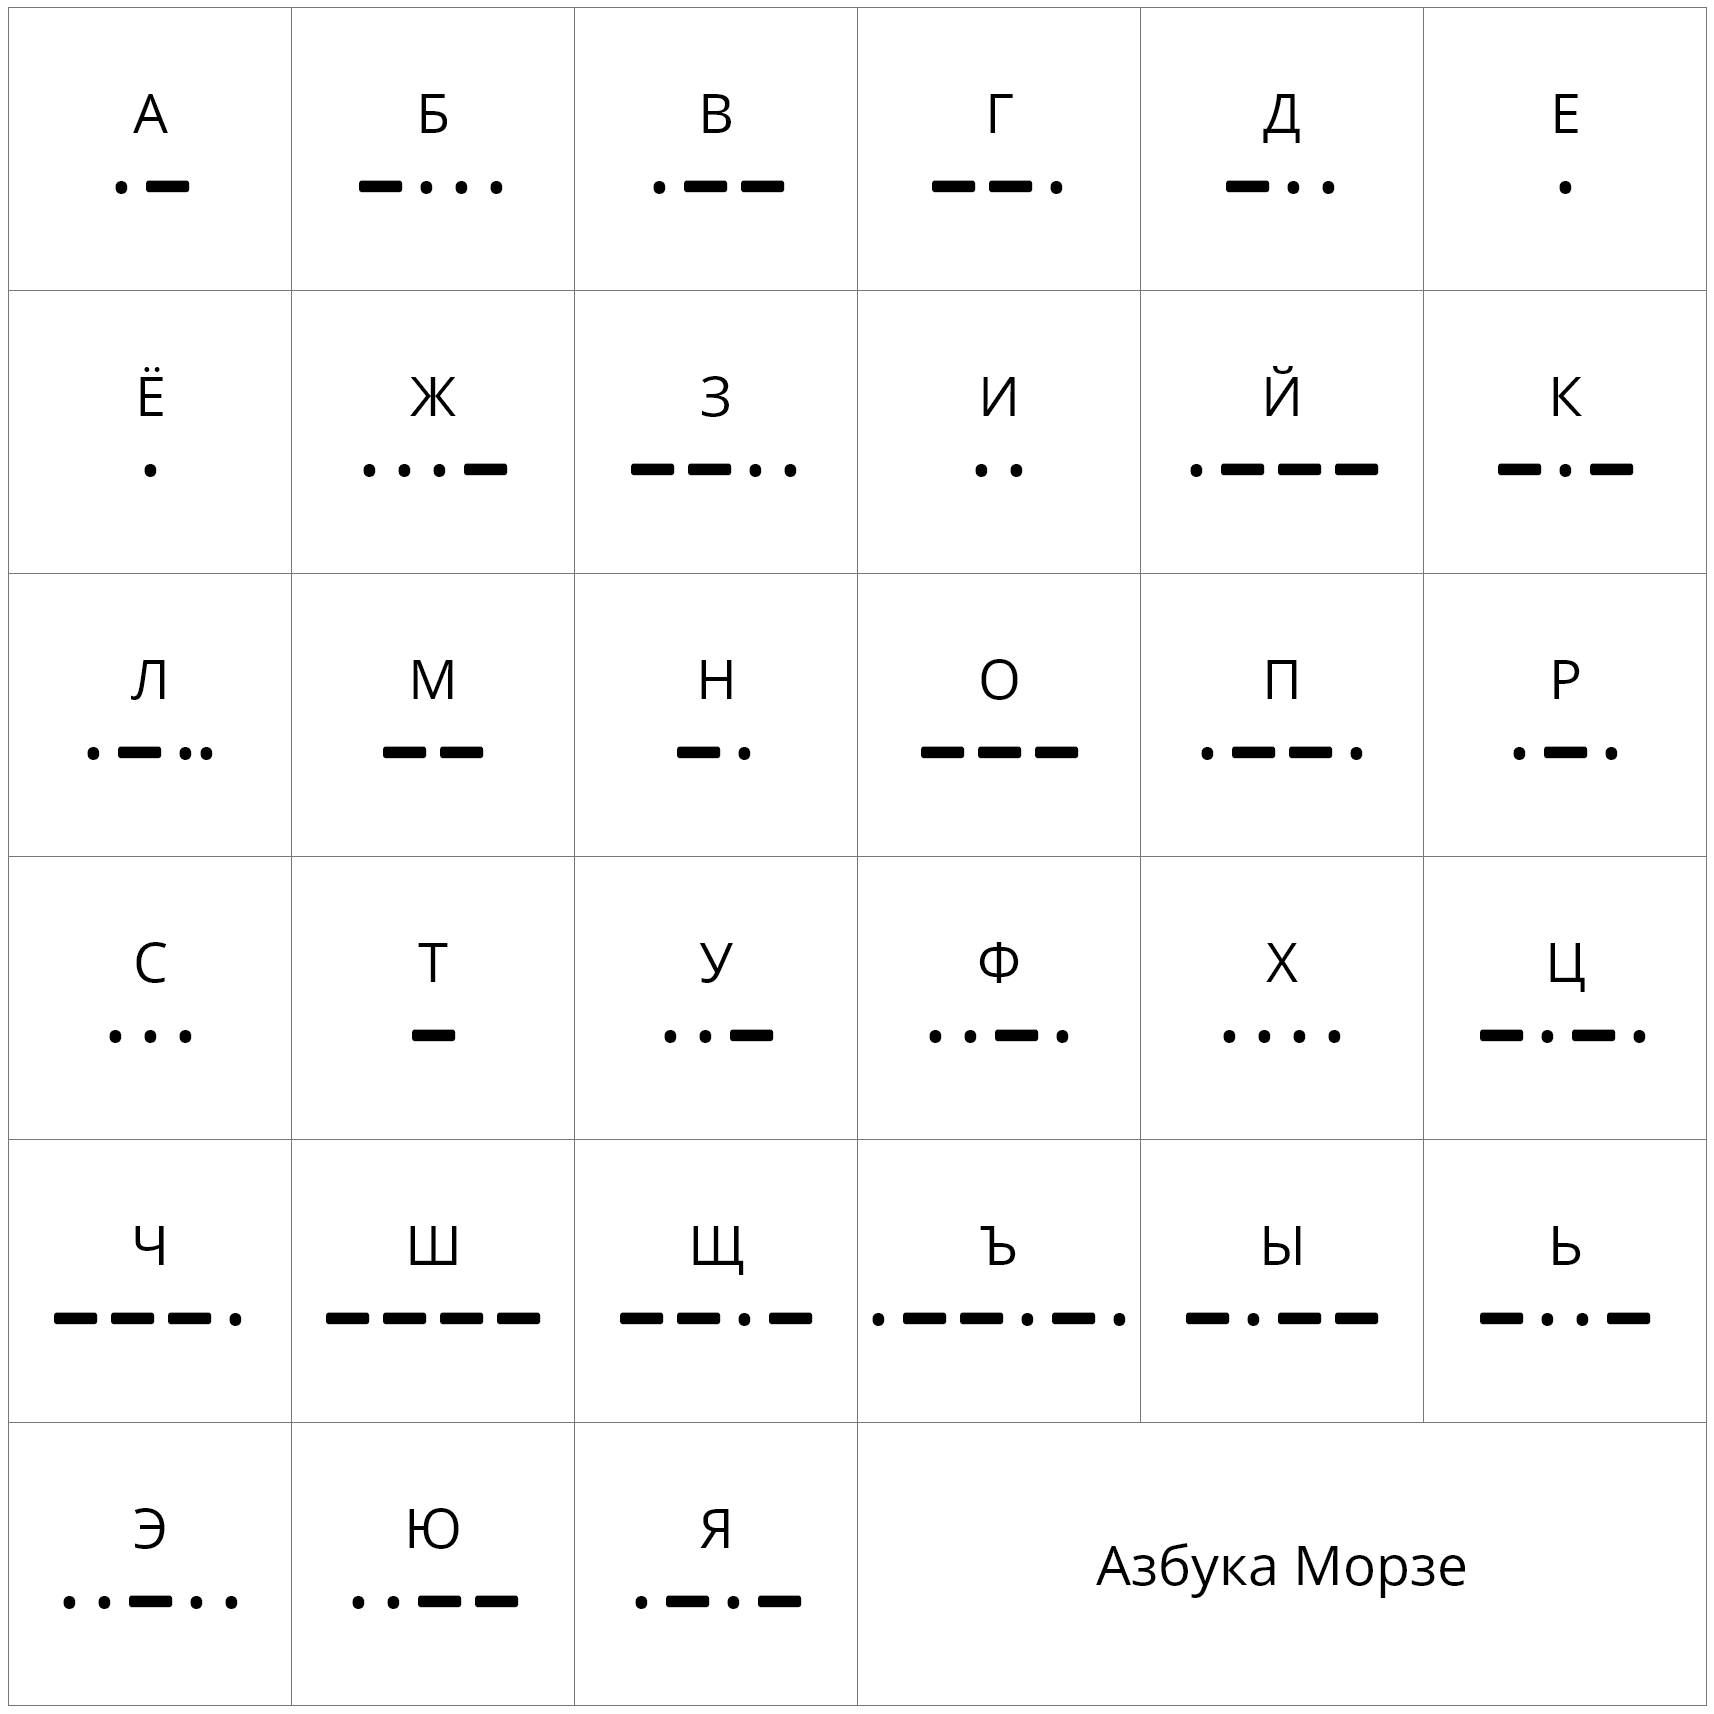 А Б В Г Д Е
. - - . . . . - - - - . - . . .
Ё Ж З И Й К
. . . . - - - . . . . . - - - - . -
Л М Н О П Р
. - . . - - - . - - - . - - . . - .
С Т У Ф Х Ц
. . . - . . - . . - . . . . . - . - .
Ч Ш Щ Ъ Ы Ь
- - - . - - - - - - . - . - - . - . - . - - - . . -
Э Ю Я
. . - . . . . - - . - . -
Азбука Морзе